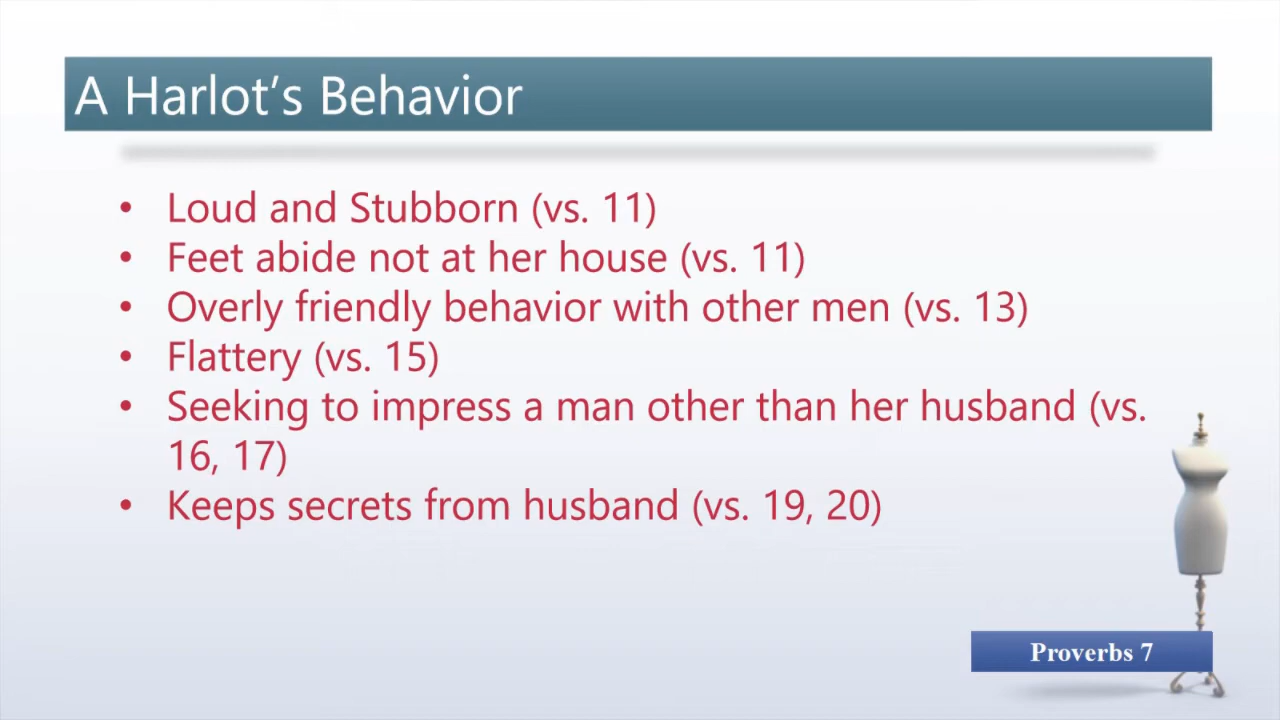 A Harlot’s Behavior
• Loud and Stubborn (vs. 11)
• Feet abide not at her house (vs. 11)
• Overly friendly behavior with other men (vs. 13)
• Flattery (vs. 15)
• Seeking to impress a man other than her husband (vs.
16, 17)
• Keeps secrets from husband (vs. 19, 20)
Proverbs 7